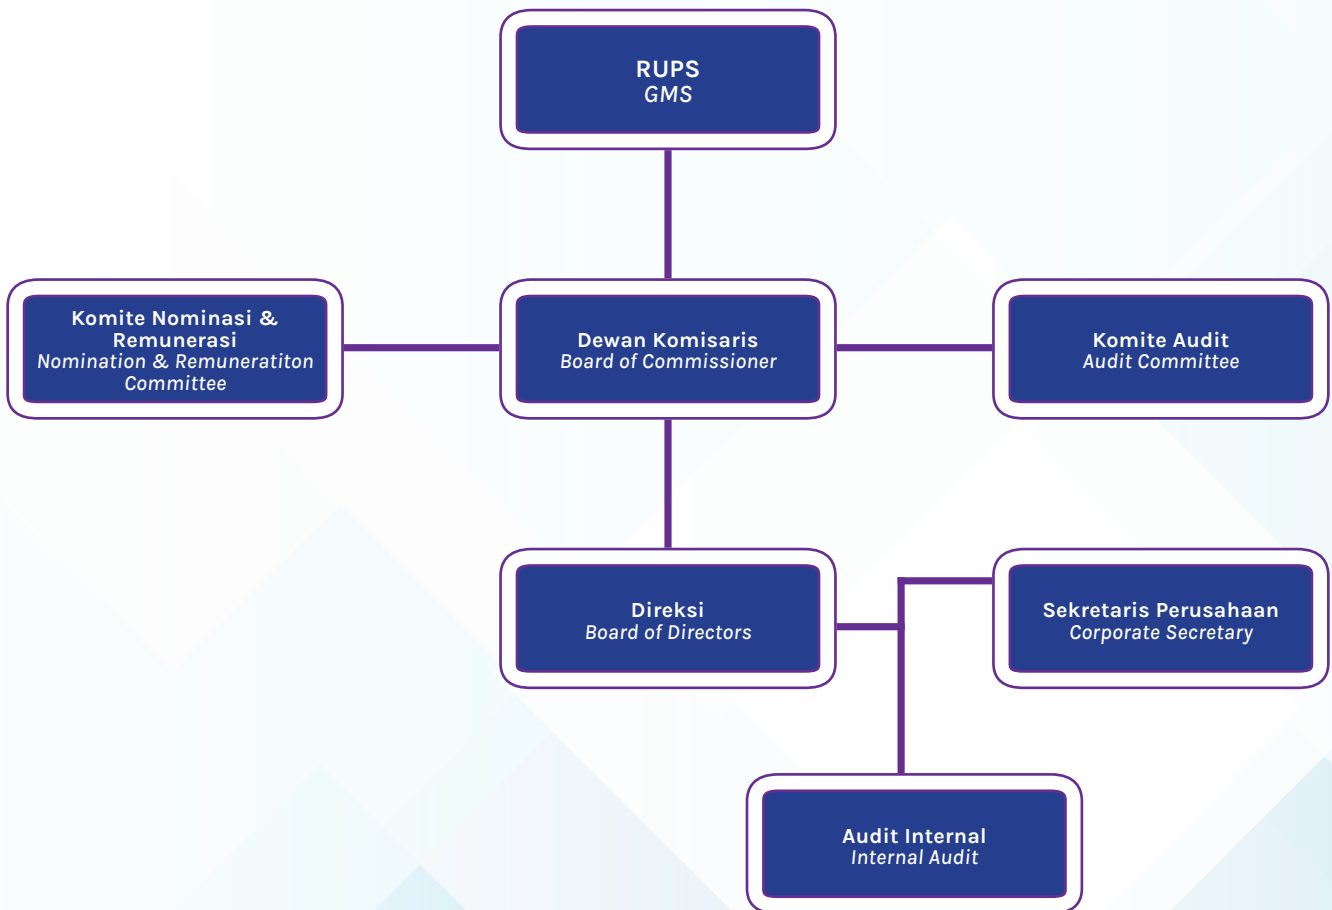 RUPS
GMS
Komite Nominasi &
Remunerasi
Nomination & Remuneratiton
Committee
Dewan Komisaris
Board of Commissioner
Komite Audit
Audit Committee
Direksi
Board of Directors
Sekretaris Perusahaan
Corporate Secretary
Audit Internal
Internal Audit